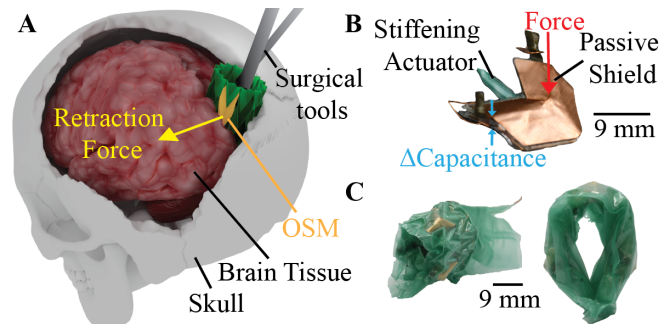 A
Surgical
tools
Retraction
Force
OSM
Brain Tissue
Skull
B
Force
Stiffening
Actuator
Passive
Shield
9 mm
ΔCapacitance
C
9 mm